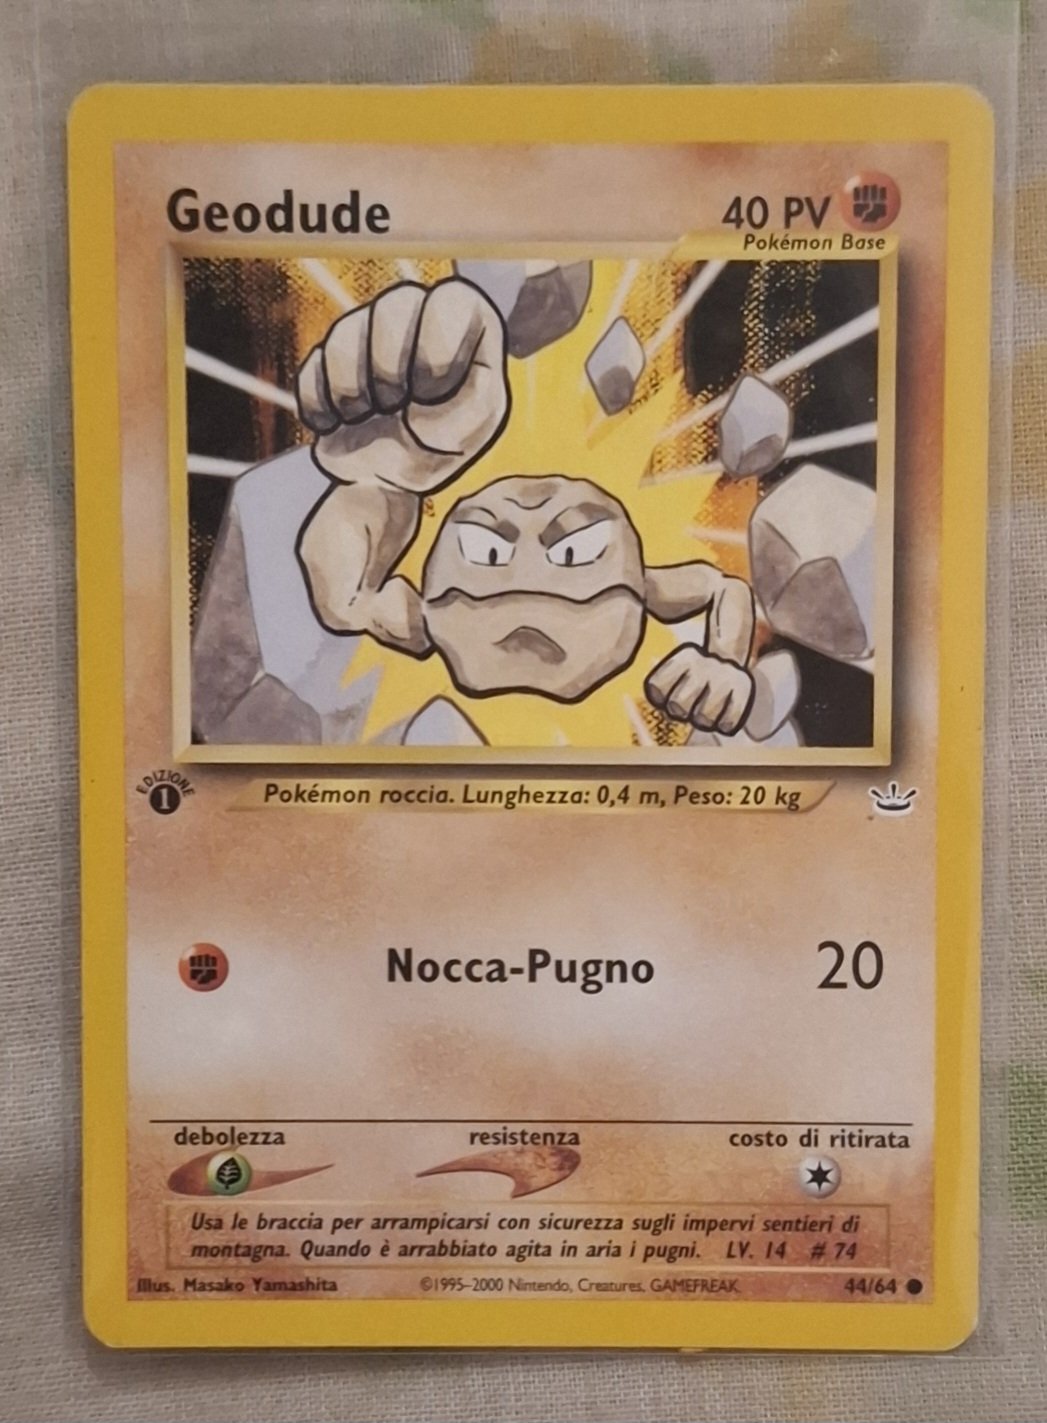 Geodude
40 PV
Pokémon Base
EDIZIONE
1
Pokémon roccia. Lunghezza: 0,4 m, Peso: 20 kg
Nocca-Pugno
20
debolezza
resistenza
costo di ritirata
Usa le braccia per arrampicarsi con sicurezza sugli impervi sentieri di
montagna. Quando è arrabbiato agita in aria i pugni. LV. 14 # 74
Illus. Masako Yamashita
©1995–2000 Nintendo, Creatures, GAMEFREAK
44/64